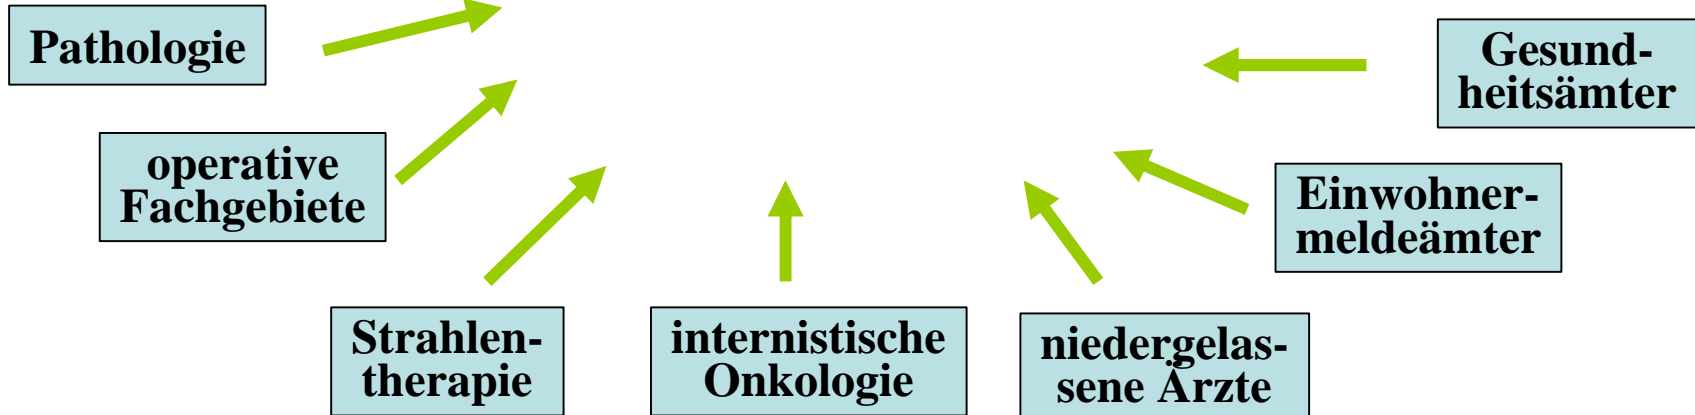 Pathologie
Gesund-
heitsämter
operative
Fachgebiete
Einwohner-
meldeämter
Strahlen-
therapie
internistische
Onkologie
niedergelas-
sene Ärzte